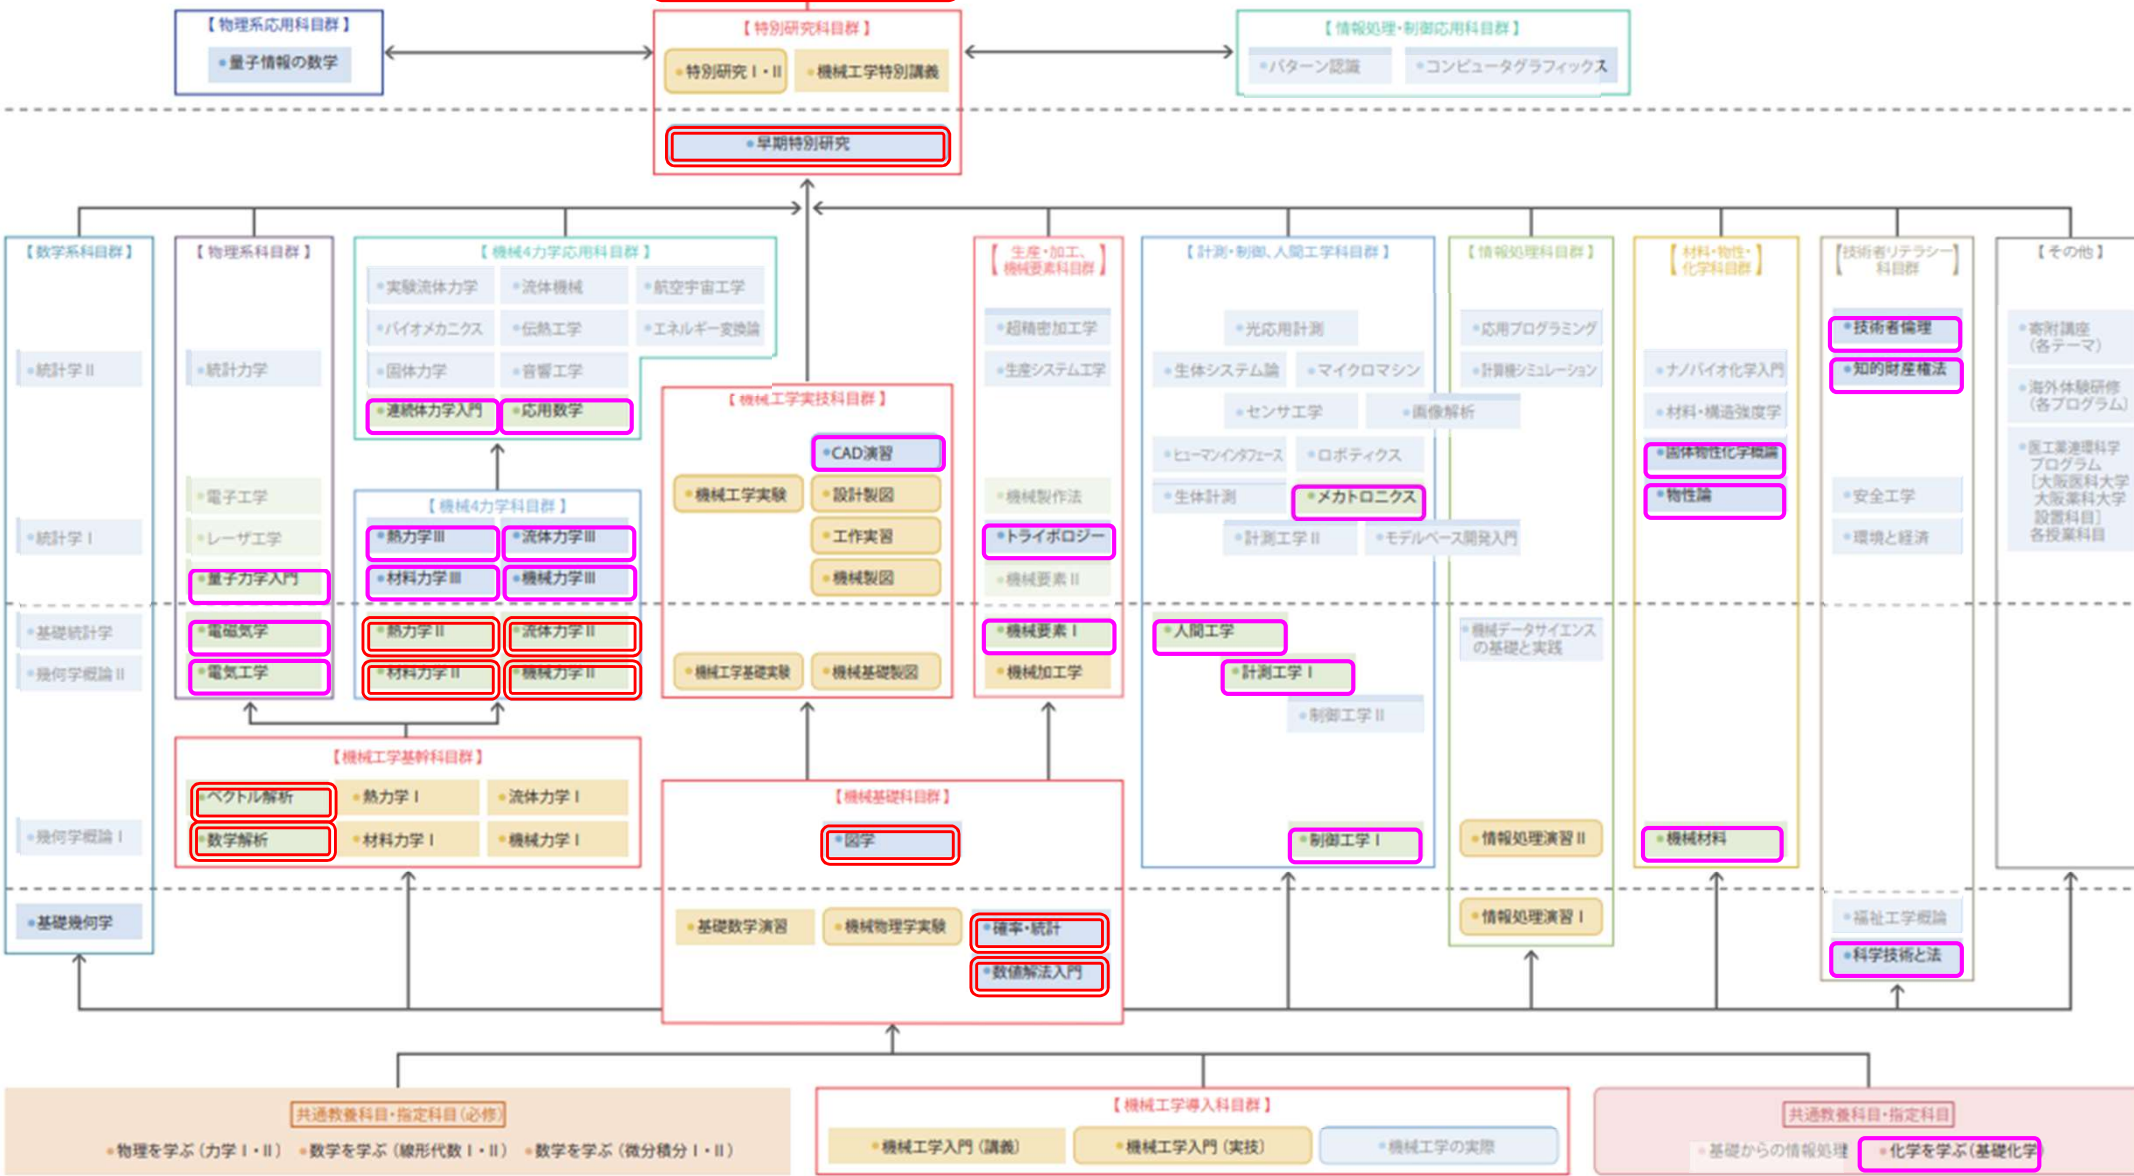 【 物理系応用科目群 】
•量子情報の数学
【 特別研究科目群 】
•特別研究Ⅰ・Ⅱ •機械工学特別講義
•早期特別研究
【 情報処理・制御応用科目群 】
•パターン認識 •コンピュータグラフィックス
【 数学系科目群 】
•統計学Ⅱ
•統計学Ⅰ
•基礎統計学
•幾何学概論Ⅱ
•幾何学概論Ⅰ
•基礎幾何学
【 物理系科目群 】
•統計力学
•電子工学
•レーザ工学
•量子力学入門
•電磁気学
•電気工学
【 機械4力学応用科目群 】
•実験流体力学 •流体機械 •航空宇宙工学
•バイオメカニクス •伝熱工学 •エネルギー変換論
•固体力学 •音響工学
•連続体力学入門 •応用数学
【 機械4力学科目群 】
•熱力学Ⅲ •流体力学Ⅲ
•材料力学Ⅲ •機械力学Ⅲ
•熱力学Ⅱ •流体力学Ⅱ
•材料力学Ⅱ •機械力学Ⅱ
【 機械工学基幹科目群 】
•ベクトル解析 •熱力学Ⅰ •流体力学Ⅰ
•数学解析 •材料力学Ⅰ •機械力学Ⅰ
【 機械工学実技科目群 】
•CAD演習
•機械工学実験 •設計製図
•工作実習
•機械製図
•機械工学基礎実験 •機械基礎製図
【 機械基礎科目群 】
•図学
•基礎数学演習 •機械物理学実験 •確率・統計
•数値解法入門
【 生産・加工、
機械要素科目群 】
•超精密加工学
•生産システム工学
•機械製作法
•トライボロジー
•機械要素Ⅱ
•機械要素Ⅰ
•機械加工学
【 計測・制御、人間工学科目群 】
•光応用計測
•生体システム論 •マイクロマシン
•センサ工学 •画像解析
•ヒューマンインタフェース •ロボティクス
•生体計測 •メカトロニクス
•計測工学Ⅱ •モデルベース開発入門
•人間工学
•計測工学Ⅰ
•制御工学Ⅱ
•制御工学Ⅰ
【 情報処理科目群 】
•応用プログラミング
•計算機シミュレーション
•機械データサイエンス
の基礎と実践
•情報処理演習Ⅱ
•情報処理演習Ⅰ
【 材料・物性・
化学科目群 】
•ナノバイオ化学入門
•材料・構造強度学
•固体物性化学概論
•物性論
•機械材料
【 技術者リテラシー
科目群 】
•技術者倫理
•知的財産権法
•安全工学
•環境と経済
•福祉工学概論
•科学技術と法
【 その他 】
•寄附講座
(各テーマ)
•海外体験研修
(各プログラム)
•医工薬連環科学
プログラム
[大阪医科大学
大阪薬科大学
設置科目]
各授業科目
共通教養科目・指定科目(必修)
•物理を学ぶ(力学Ⅰ・Ⅱ) •数学を学ぶ(線形代数Ⅰ・Ⅱ) •数学を学ぶ(微分積分Ⅰ・Ⅱ)
【 機械工学導入科目群 】
•機械工学入門(講義) •機械工学入門(実技) •機械工学の実際
共通教養科目・指定科目
•基礎からの情報処理 •化学を学ぶ(基礎化学)